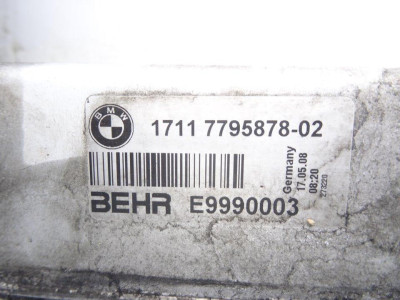 BMW
1711 7795878-02
BEHR E9990003
Germany
17.05.08
08:20